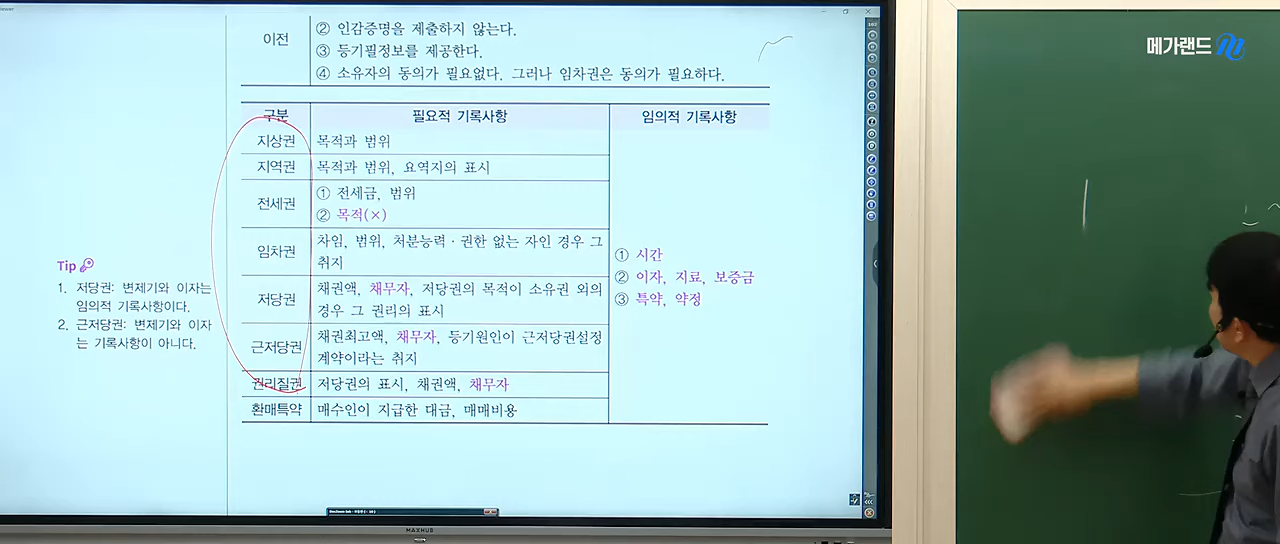 메가랜드
이전
② 인감증명을 제출하지 않는다.
③ 등기필정보를 제공한다.
④ 소유자의 동의가 필요없다. 그러나 임차권은 동의가 필요하다.
구분 필요적 기록사항 임의적 기록사항
지상권 목적과 범위
지역권 목적과 범위, 요역지의 표시
전세권 ① 전세금, 범위
② 목적(×)
임차권 차임, 범위, 처분능력·권한 없는 자인 경우 그
취지
저당권 채권액, 채무자, 저당권의 목적이 소유권 외의
경우 그 권리의 표시
근저당권 채권최고액, 채무자, 등기원인이 근저당권설정
계약이라는 취지
권리질권 저당권의 표시, 채권액, 채무자
환매특약 매수인이 지급한 대금, 매매비용
① 시간
② 이자, 지료, 보증금
③ 특약, 약정
Tip
1. 저당권: 변제기와 이자는
임의적 기록사항이다.
2. 근저당권: 변제기와 이자
는 기록사항이 아니다.
MAXHUB